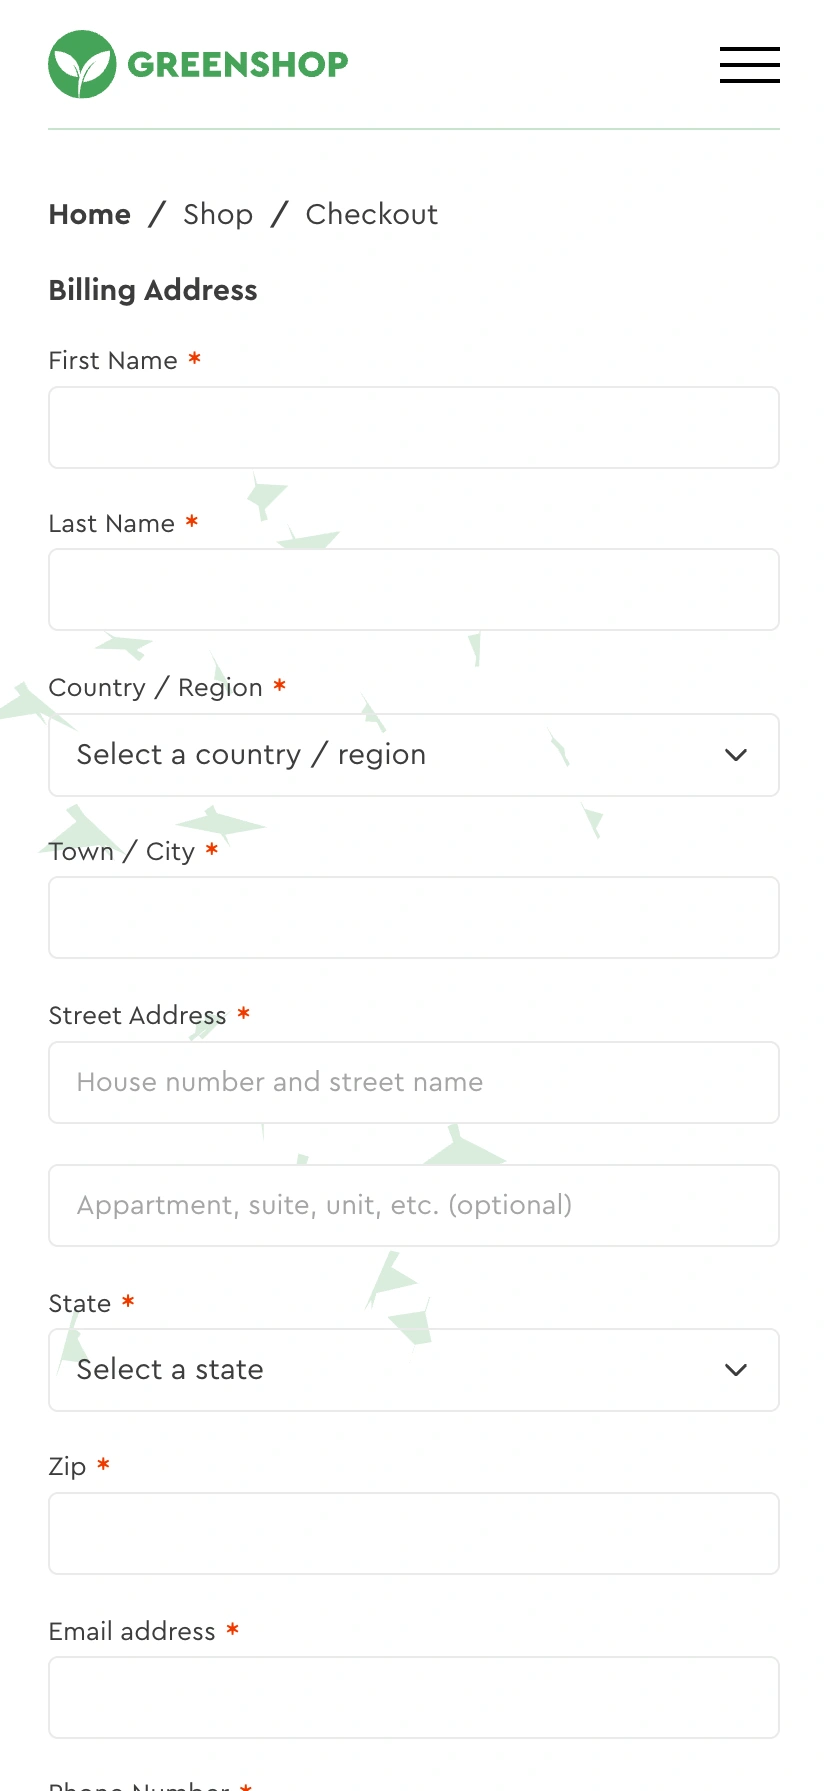 GREENSHOP
Home / Shop / Checkout
Billing Address
First Name *
Last Name *
Country / Region *
Select a country / region
Town / City *
Street Address *
House number and street name
Appartment, suite, unit, etc. (optional)
State *
Select a state
Zip *
Email address *
Phone Number *